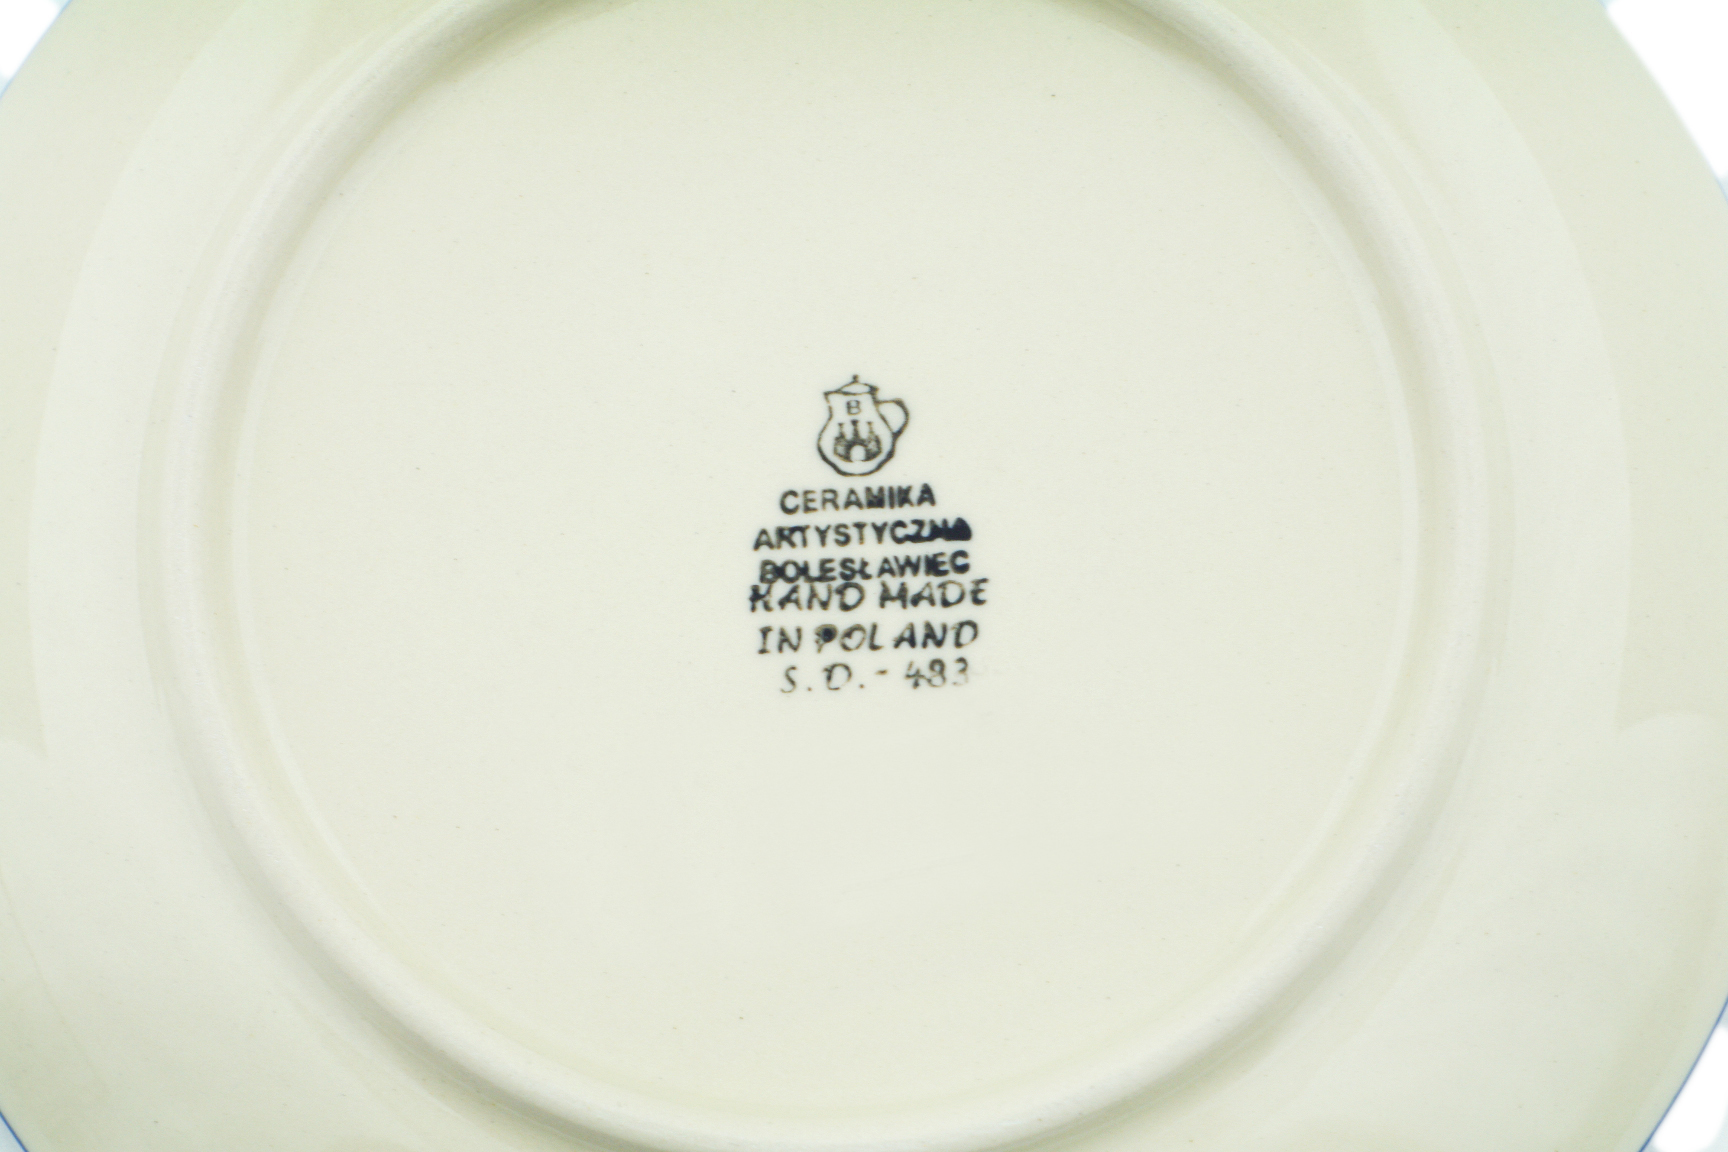 B
CERAMIKA
ARTYSTYCZNA
BOLESŁAWIEC
HAND MADE
IN POLAND
S.D.- 483